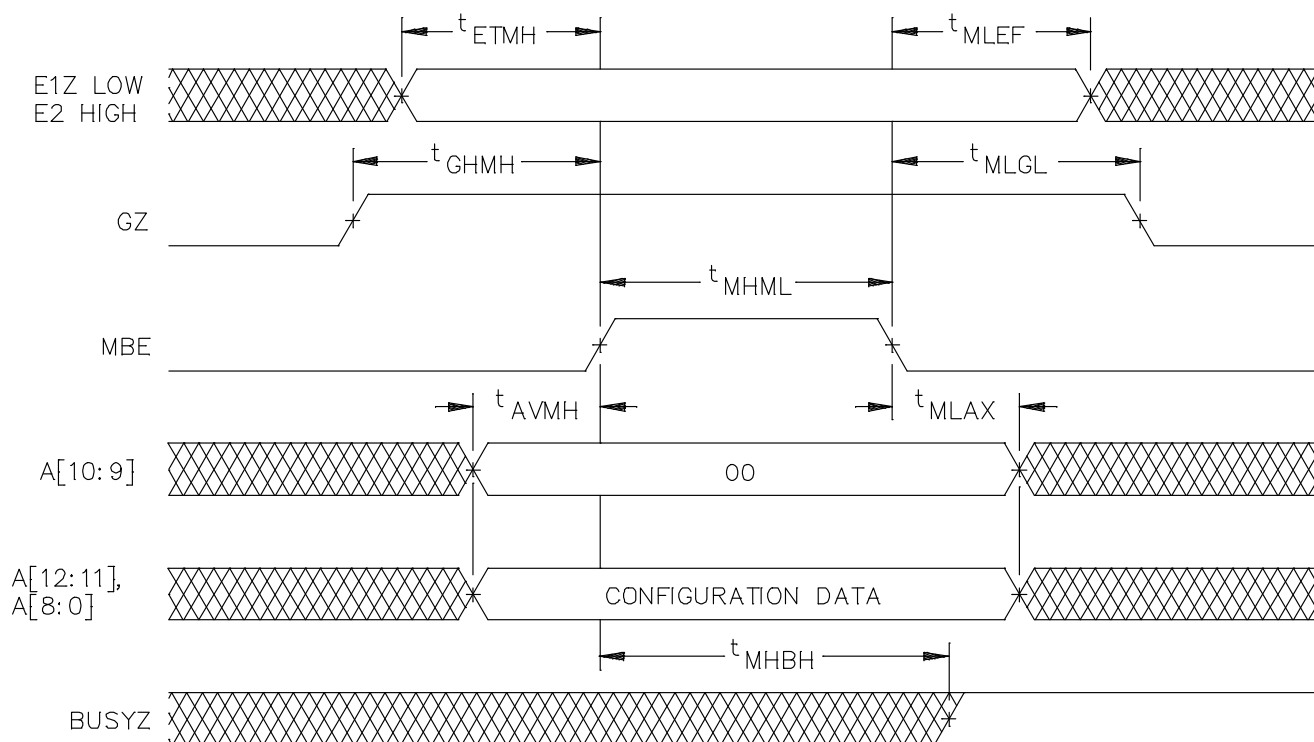 tETMH
tMLEF
E1Z LOW
E2 HIGH
tGHMH
tMLGL
GZ
tMHML
MBE
tAVMH
tMLAX
A[10:9]
00
A[12:11],
A[8:0]
CONFIGURATION DATA
tMHBH
BUSYZ